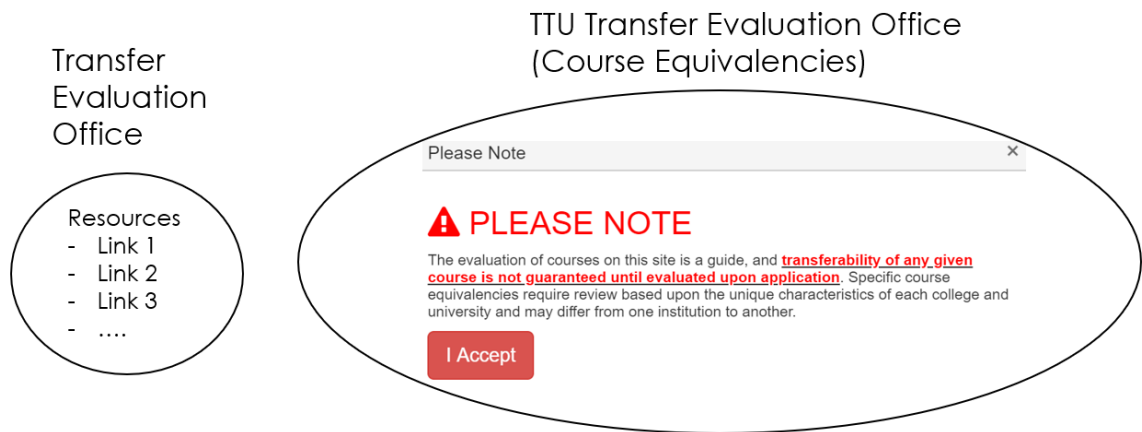 Transfer
Evaluation
Office
Resources
- Link 1
- Link 2
- Link 3
- ....
TTU Transfer Evaluation Office
(Course Equivalencies)
Please Note ×
PLEASE NOTE
The evaluation of courses on this site is a guide, and transferability of any given
course is not guaranteed until evaluated upon application. Specific course
equivalencies require review based upon the unique characteristics of each college and
university and may differ from one institution to another.
I Accept